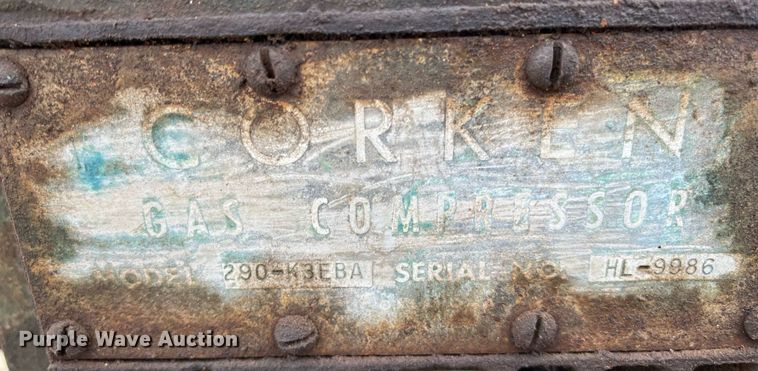 CORKEN
GAS COMPRESSOR
MODEL 290-K3EBA SERIAL NO. HL-9986
Purple Wave Auction